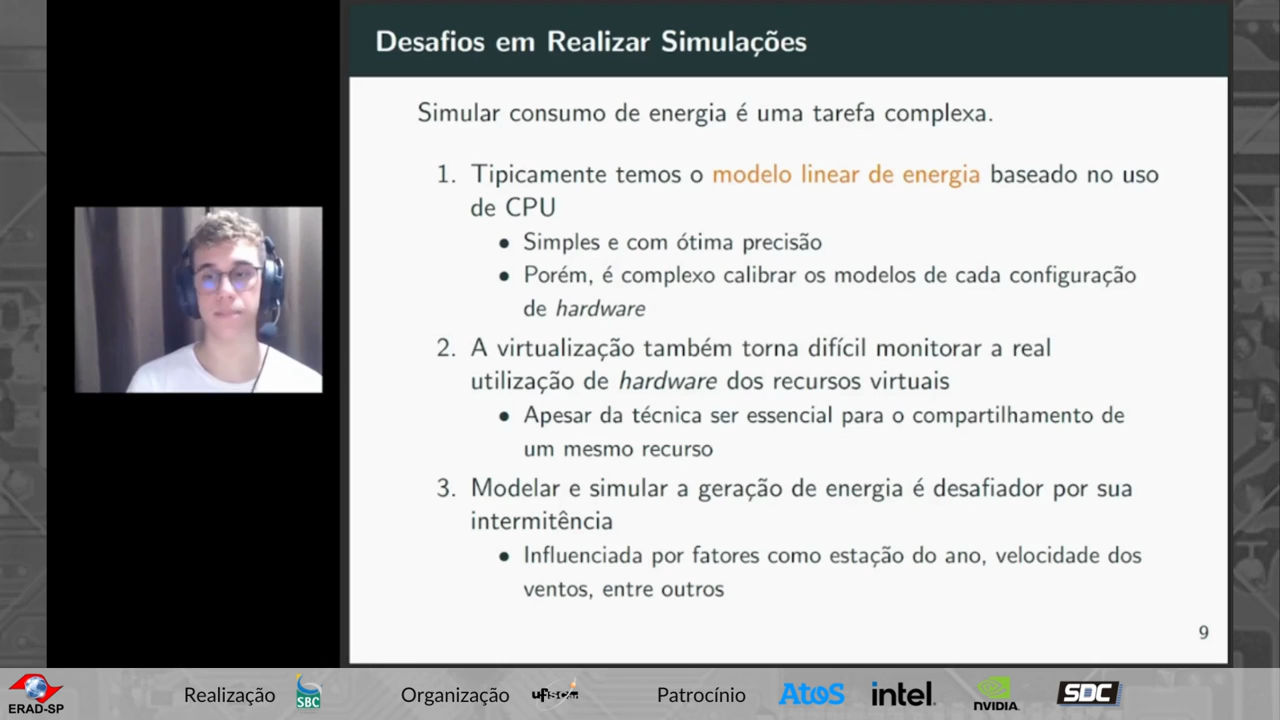 Desafios em Realizar Simulações
Simular consumo de energia é uma tarefa complexa.
1. Tipicamente temos o modelo linear de energia baseado no uso
de CPU
• Simples e com ótima precisão
• Porém, é complexo calibrar os modelos de cada configuração
de hardware
2. A virtualização também torna difícil monitorar a real
utilização de hardware dos recursos virtuais
• Apesar da técnica ser essencial para o compartilhamento de
um mesmo recurso
3. Modelar e simular a geração de energia é desafiador por sua
intermitência
• Influenciada por fatores como estação do ano, velocidade dos
ventos, entre outros
9
ERAD-SP
Realização
SBC
Organização
ufscar
Patrocínio
Atos
intel.
NVIDIA.
SDC